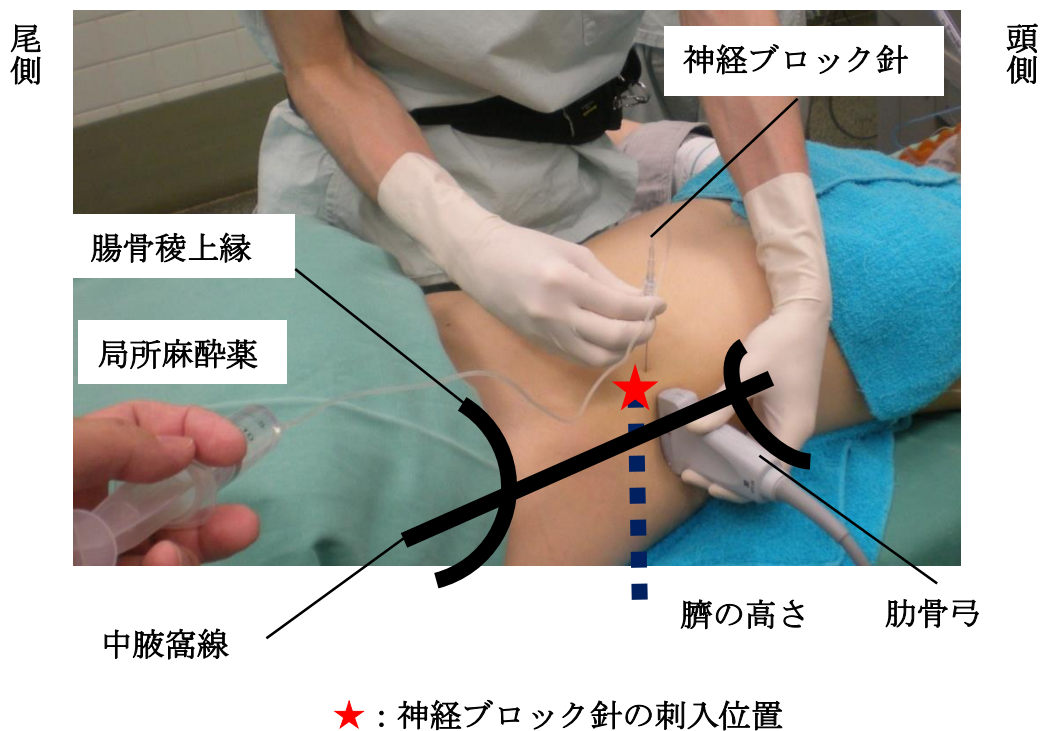 尾側
頭側
神経ブロック針
腸骨稜上縁
局所麻酔薬
臍の高さ
肋骨弓
中腋窩線
★：神経ブロック針の刺入位置